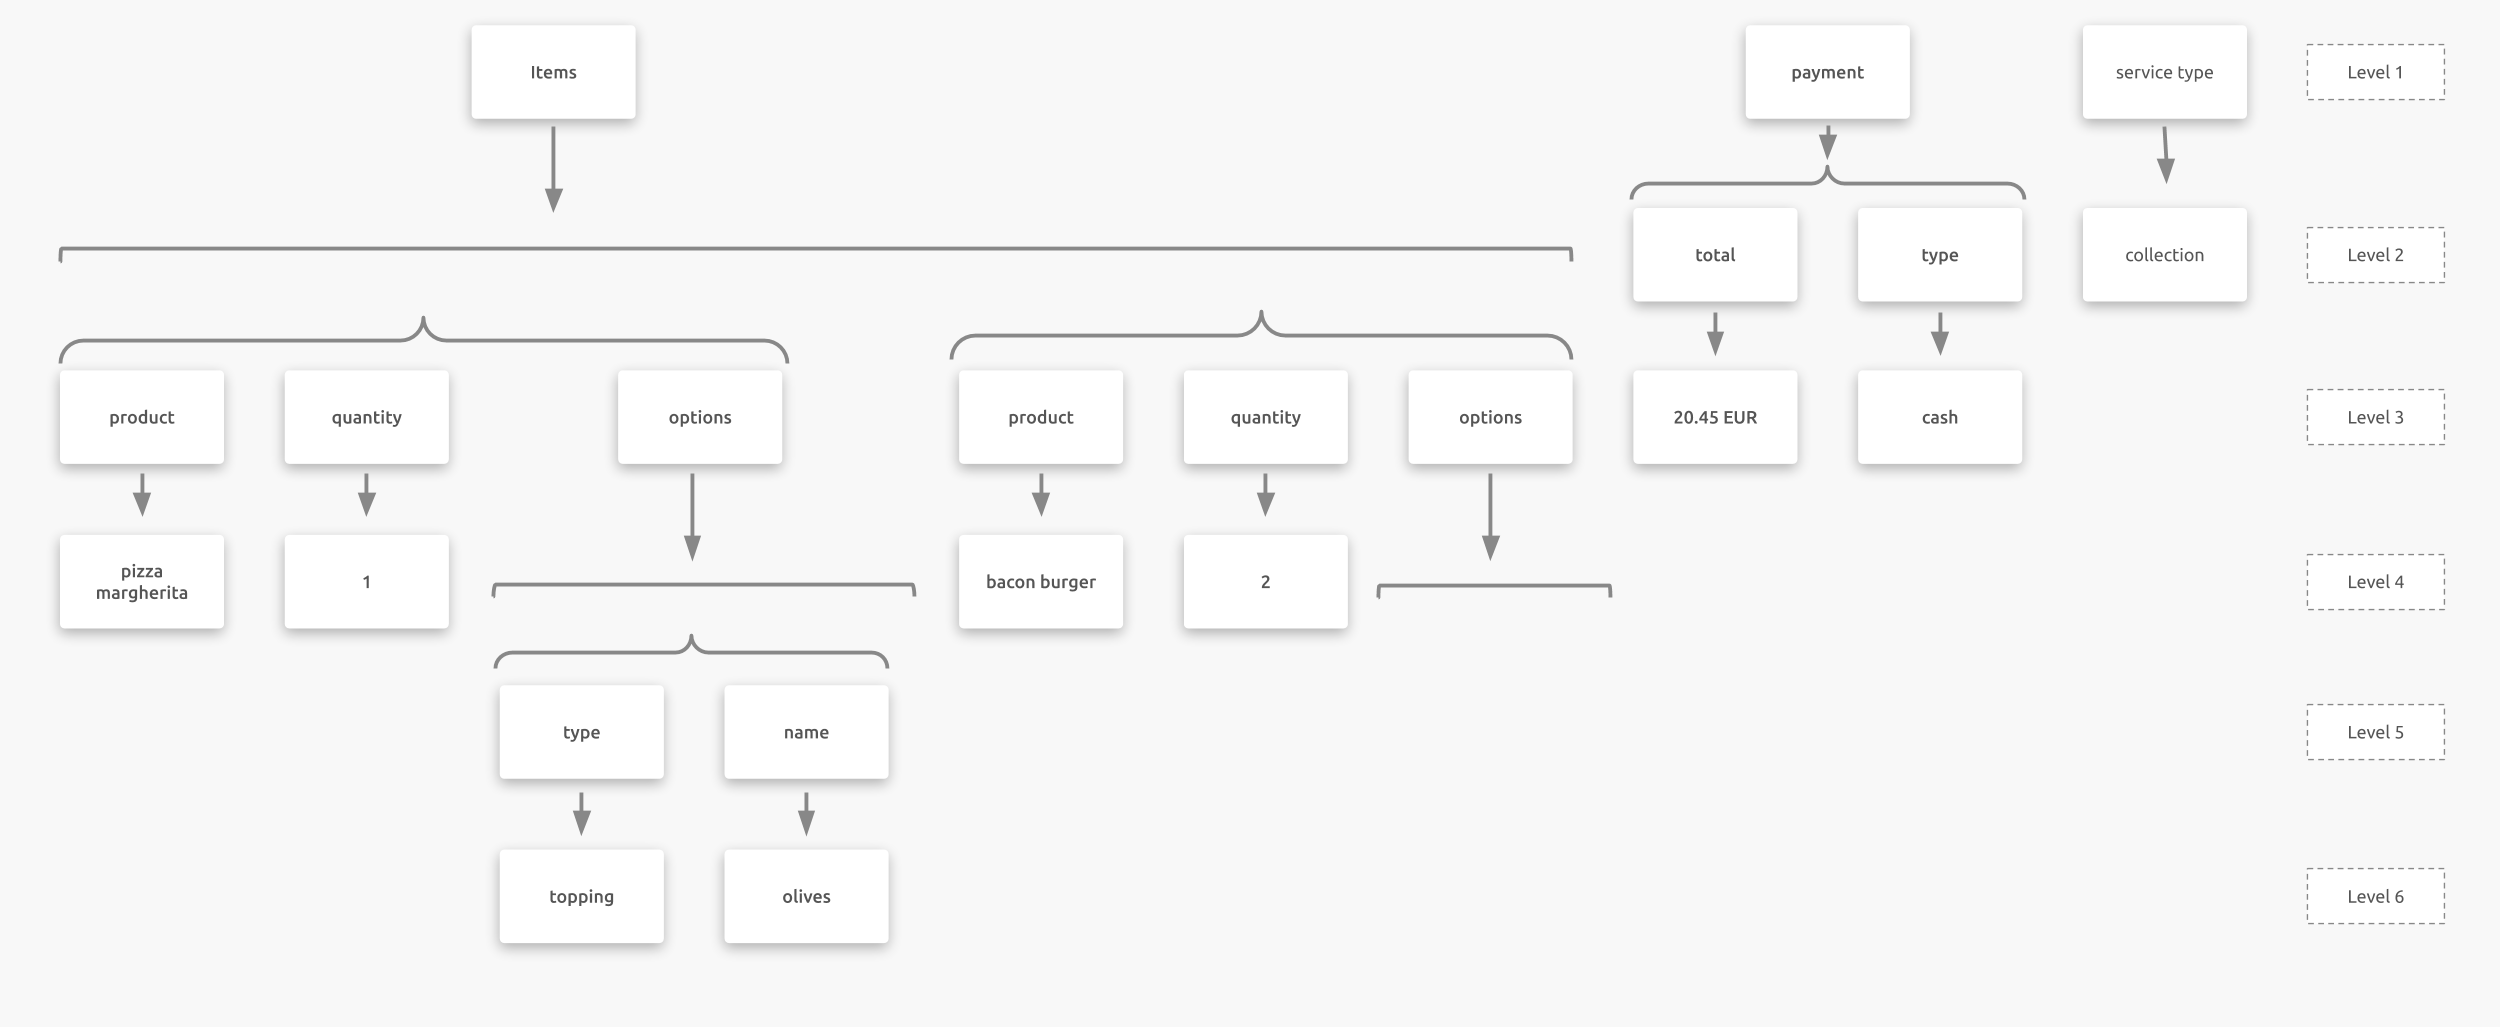 Items
payment
service type
Level 1
total
type
collection
Level 2
product
quantity
options
product
quantity
options
20.45 EUR
cash
Level 3
pizza
margherita
1
bacon burger
2
Level 4
type
name
Level 5
topping
olives
Level 6